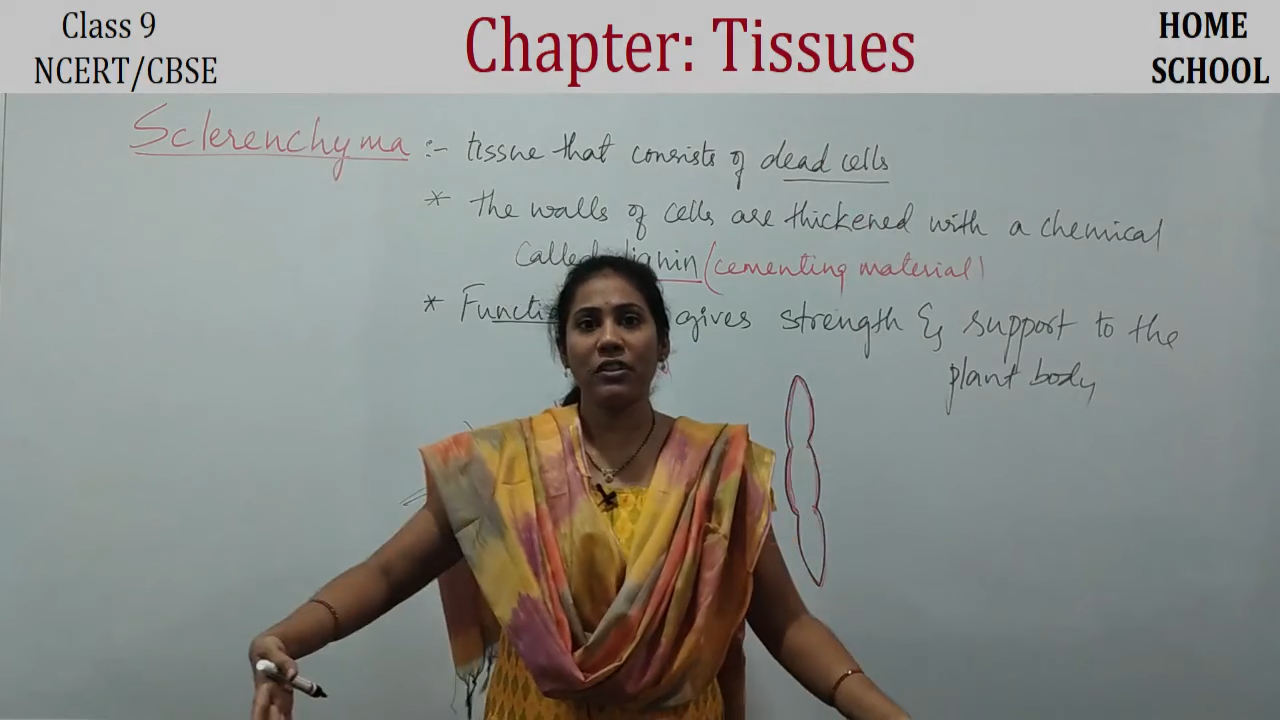 Class 9
NCERT/CBSE
Chapter: Tissues
HOME
SCHOOL
Sclerenchyma :- tissue that consists of dead cells
* the walls of cells are thickened with a chemical
Called (cementing material)
* gives strength & support to the
plant body